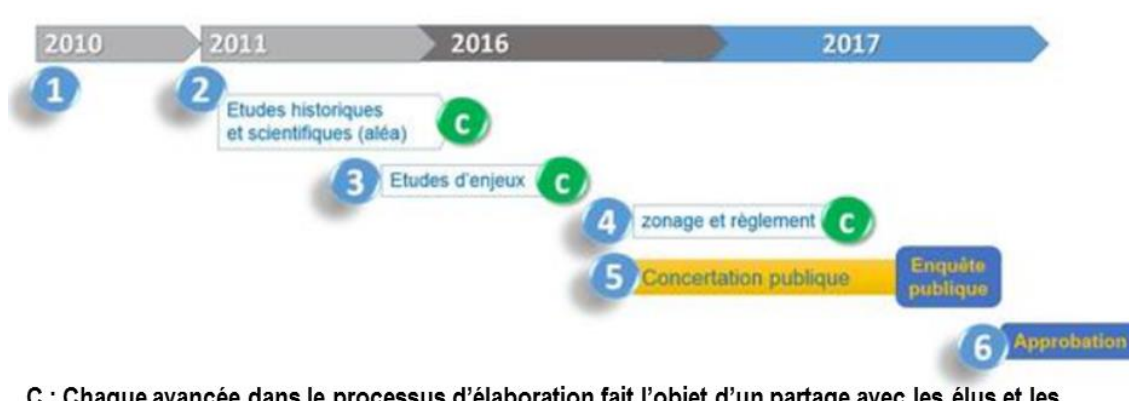 2010 2011 2016 2017
1 2
Etudes historiques
et scientifiques (aléa) C
3 Etudes d'enjeux C
4 zonage et règlement C
5 Concertation publique Enquête
publique
6 Approbation
C : Chaque avancée dans le processus d'élaboration fait l'objet d'un partage avec les élus et les